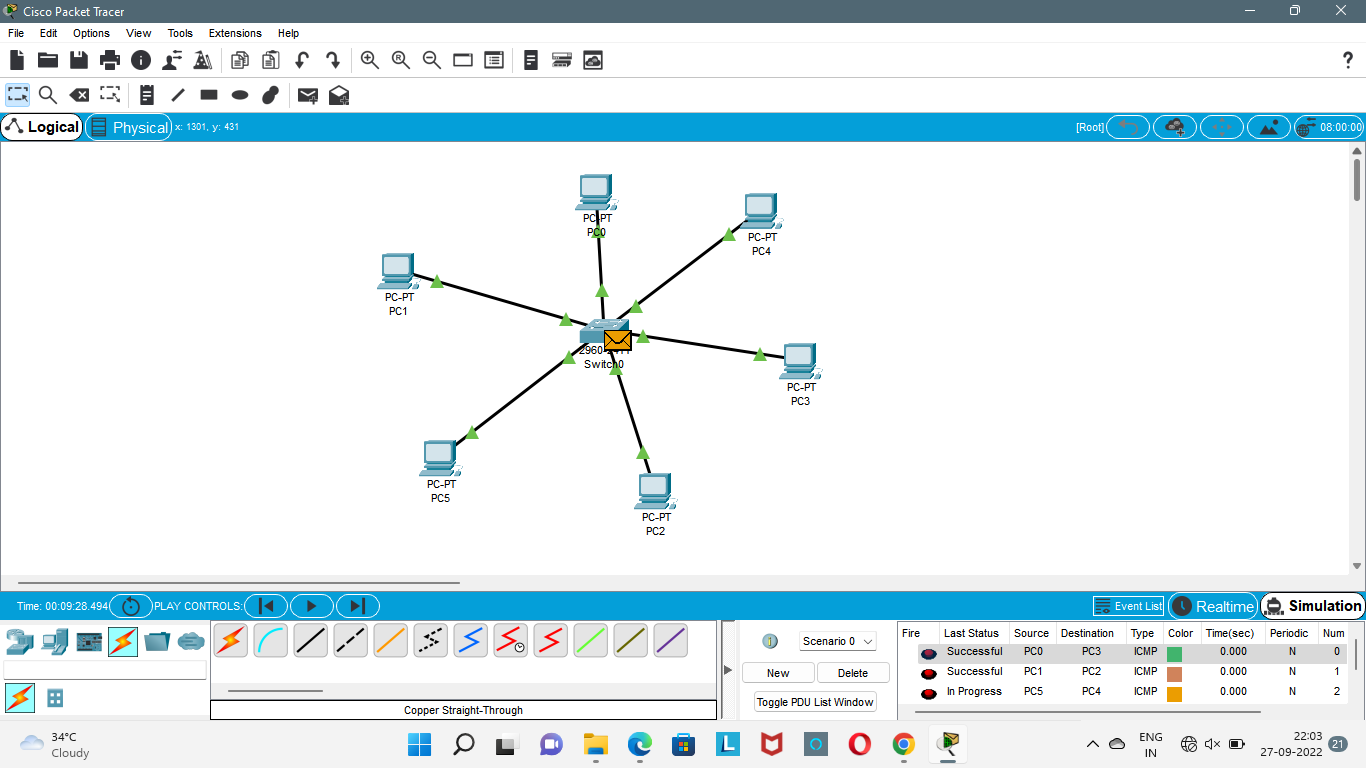 Cisco Packet Tracer
File Edit Options View Tools Extensions Help
R
?
Logical Physical x: 1301, y: 431 [Root] 08:00:00
PC-PT
PC0
PC-PT
PC4
PC-PT
PC1
Switch0
PC-PT
PC3
PC-PT
PC5
PC-PT
PC2
Time: 00:09:28.494 PLAY CONTROLS: Event List Realtime Simulation
Scenario 0
New Delete
Toggle PDU List Window
Copper Straight-Through
Fire Last Status Source Destination Type Color Time(sec) Periodic Num
Successful PC0 PC3 ICMP 0.000 N 0
Successful PC1 PC2 ICMP 0.000 N 1
In Progress PC5 PC4 ICMP 0.000 N 2
34°C
Cloudy
L
ENG
IN
22:03
27-09-2022
21